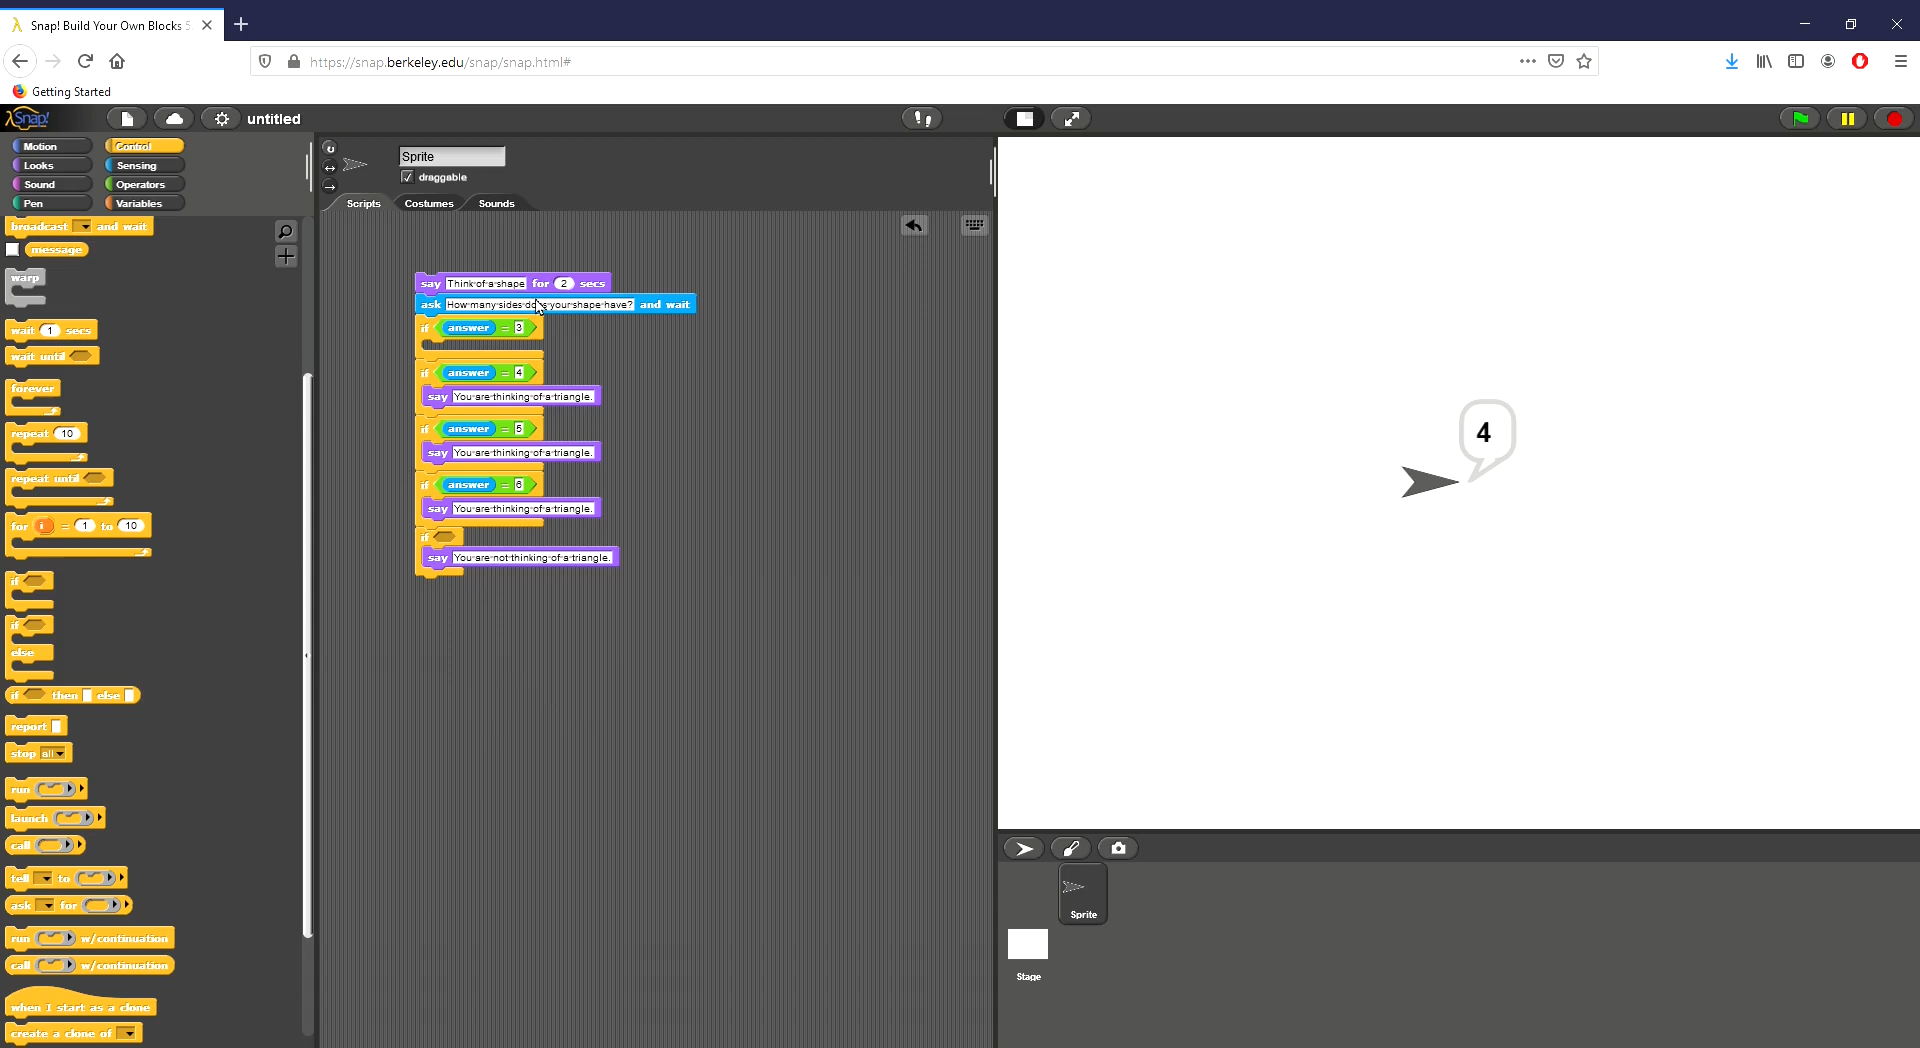 Snap! Build Your Own Blocks 5.
https://snap.berkeley.edu/snap/snap.html#
Getting Started
Snap!
untitled
Motion
Control
Looks
Sensing
Sound
Operators
Pen
Variables
Sprite
draggable
Scripts
Costumes
Sounds
broadcast and wait
message
warp
wait 1 secs
wait until
forever
repeat 10
repeat until
for i = 1 to 10
if
if
else
if then else
report
stop all
run
launch
call
tell to
ask for
run w/continuation
call w/continuation
when I start as a clone
create a clone of
say Think of a shape for 2 secs
ask How many sides does your shape have? and wait
if answer = 3
if answer = 4
say You are thinking of a triangle.
if answer = 5
say You are thinking of a triangle.
if answer = 6
say You are thinking of a triangle.
if
say You are not thinking of a triangle.
4
Sprite
Stage